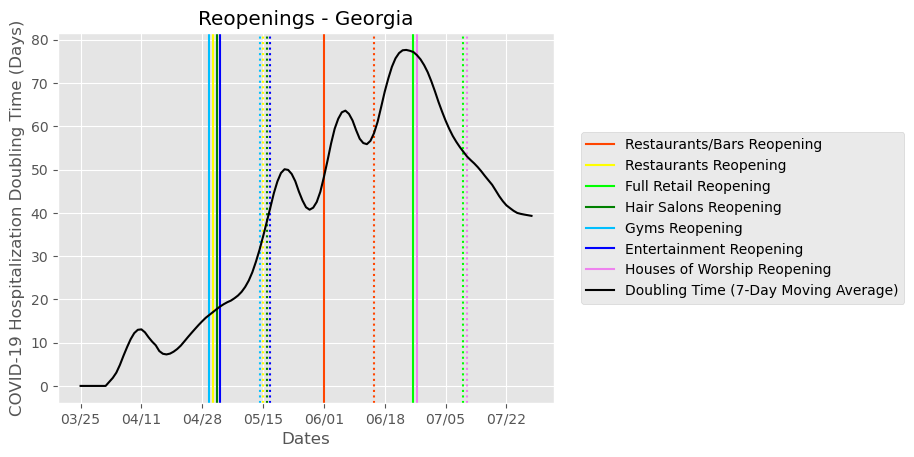 Reopenings - Georgia
COVID-19 Hospitalization Doubling Time (Days)
80
70
60
50
40
30
20
10
0
03/25 04/11 04/28 05/15 06/01 06/18 07/05 07/22
Dates
Restaurants/Bars Reopening
Restaurants Reopening
Full Retail Reopening
Hair Salons Reopening
Gyms Reopening
Entertainment Reopening
Houses of Worship Reopening
Doubling Time (7-Day Moving Average)